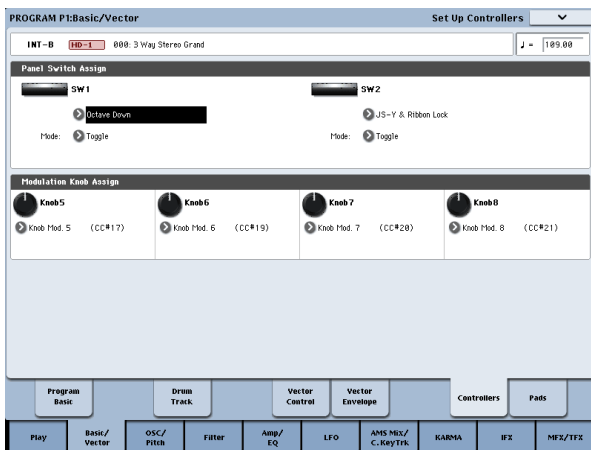 PROGRAM P1:Basic/Vector Set Up Controllers
INT-B HD-1 000: 3 Way Stereo Grand ♩ = 109.00
Panel Switch Assign
SW1 SW2
Octave Down JS-Y & Ribbon Lock
Mode: Toggle Mode: Toggle
Modulation Knob Assign
Knob5 Knob6 Knob7 Knob8
Knob Mod. 5 (CC#17) Knob Mod. 6 (CC#19) Knob Mod. 7 (CC#20) Knob Mod. 8 (CC#21)
Program Basic Drum Track Vector Control Vector Envelope Controllers Pads
Play Basic/Vector OSC/Pitch Filter Amp/EQ LFO AMS Mix/C.KeyTrk KARMA IFX MFX/TFX